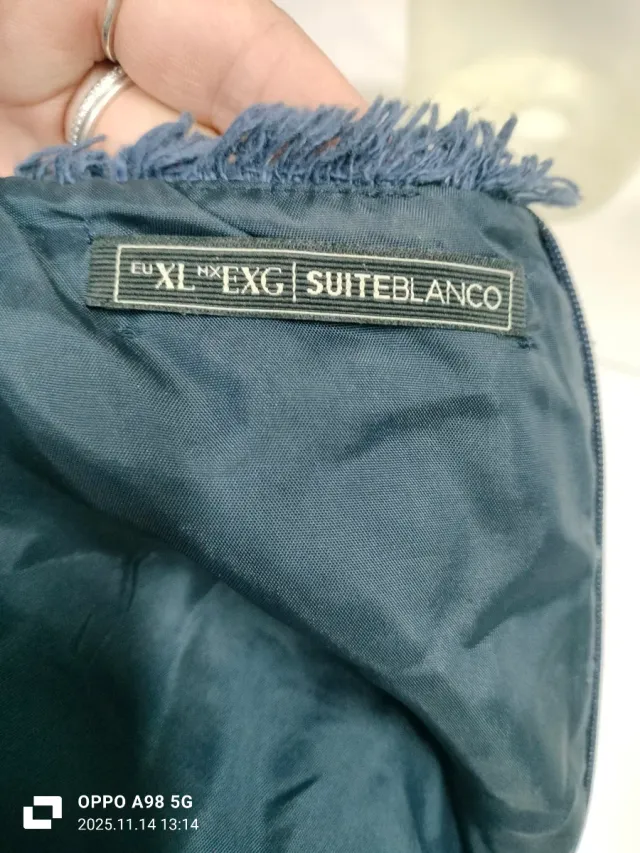 EU XL MX EXG | SUITEBLANCO
OPPO A98 5G
2025.11.14 13:14